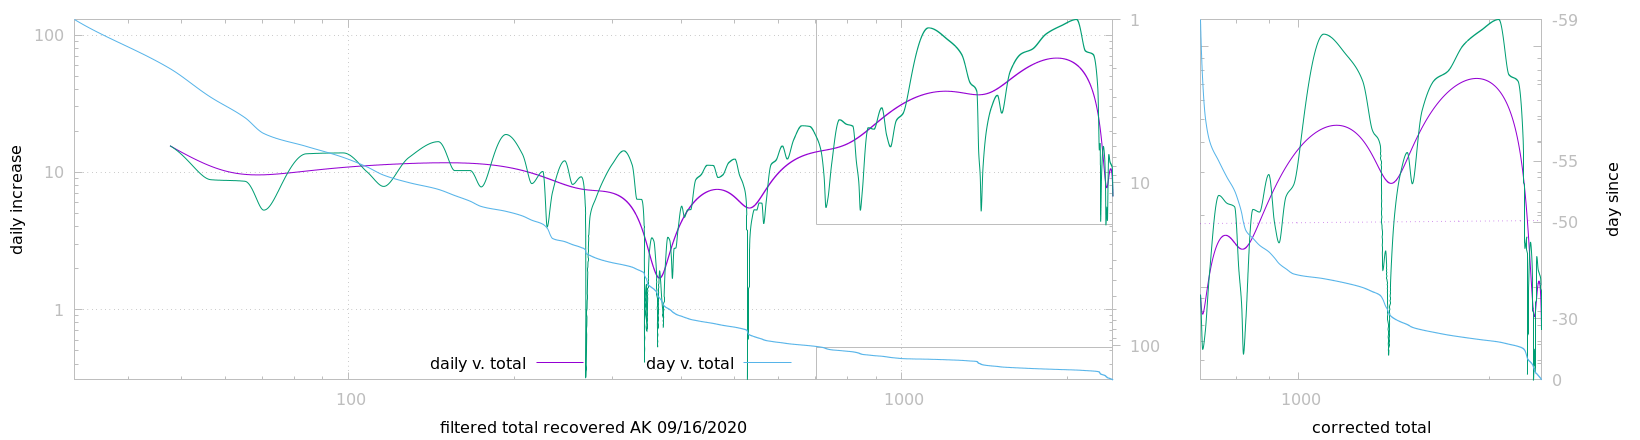 100
10
1
daily increase
daily v. total
day v. total
100
1000
filtered total recovered AK 09/16/2020
1
10
100
1000
corrected total
-59
-55
-50
-30
0
day since